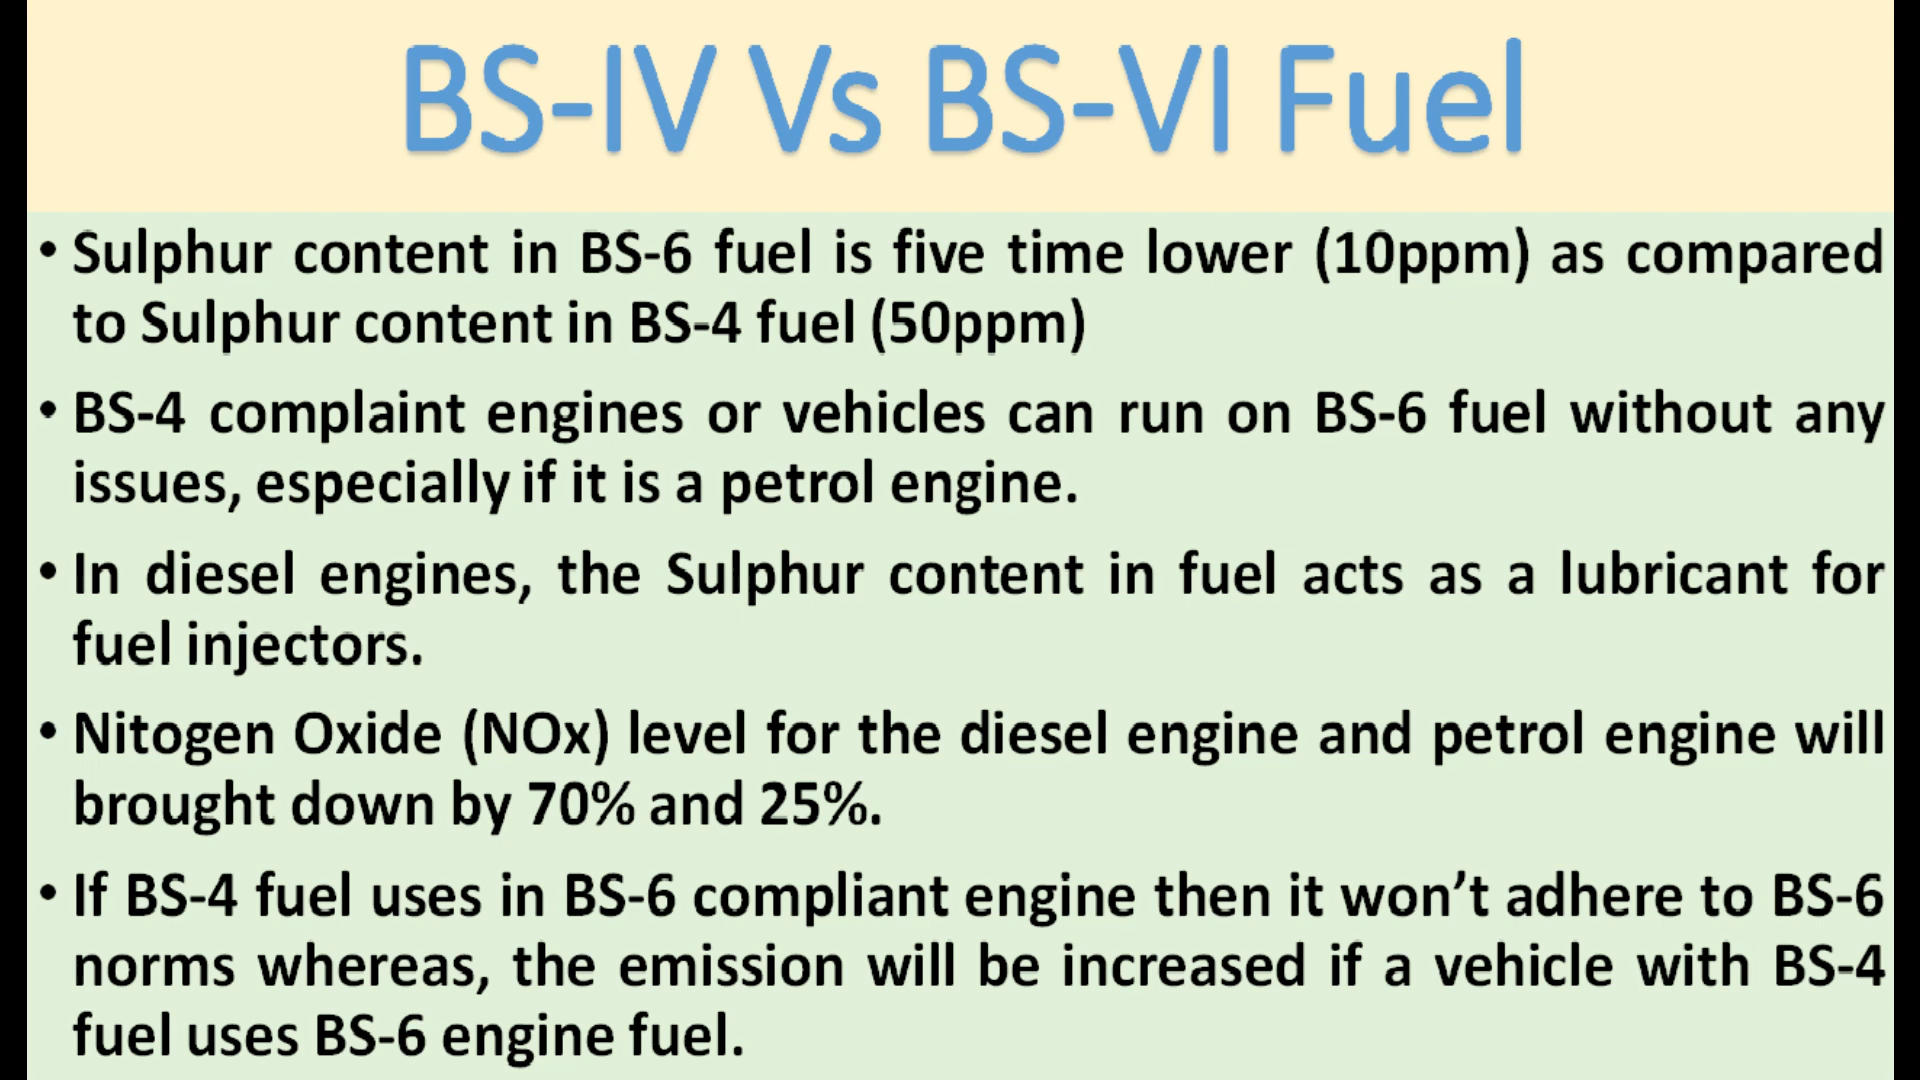 BS-IV Vs BS-VI Fuel
• Sulphur content in BS-6 fuel is five time lower (10ppm) as compared
to Sulphur content in BS-4 fuel (50ppm)
• BS-4 complaint engines or vehicles can run on BS-6 fuel without any
issues, especially if it is a petrol engine.
• In diesel engines, the Sulphur content in fuel acts as a lubricant for
fuel injectors.
• Nitogen Oxide (NOx) level for the diesel engine and petrol engine will
brought down by 70% and 25%.
• If BS-4 fuel uses in BS-6 compliant engine then it won’t adhere to BS-6
norms whereas, the emission will be increased if a vehicle with BS-4
fuel uses BS-6 engine fuel.